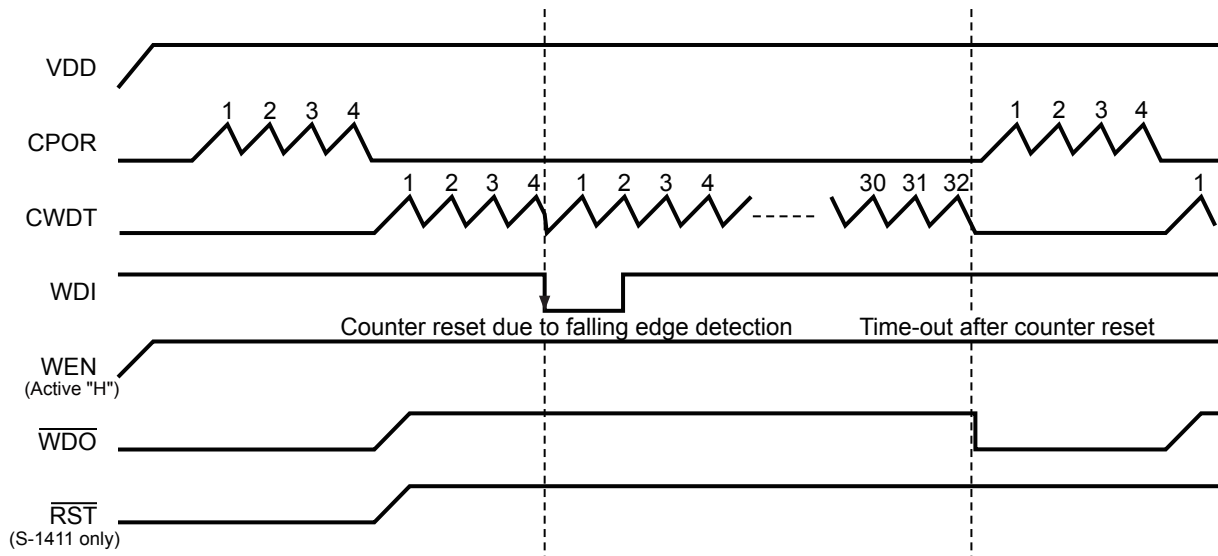 VDD
1 2 3 4 1 2 3 4
CPOR
1 2 3 4 1 2 3 4 30 31 32 1
CWDT
WDI
Counter reset due to falling edge detection Time-out after counter reset
WEN
(Active "H")
WDO
RST
(S-1411 only)